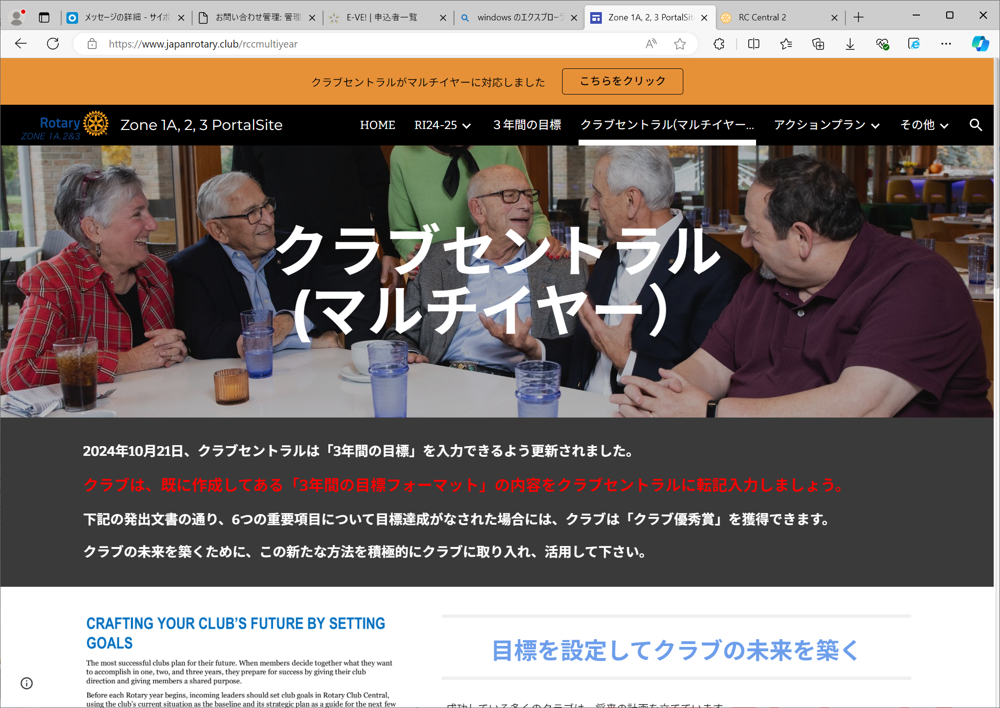 メッセージの詳細 - サイボ
お問い合わせ管理: 管理
E-VE! | 申込者一覧
windows のエクスプローラ
Zone 1A, 2, 3 PortalSit
RC Central 2
https://www.japanrotary.club/rccmultiyear
クラブセントラルがマルチイヤーに対応しました
こちらをクリック
Rotary
ZONE 1A.2&3
Zone 1A, 2, 3 PortalSite
HOME
RI24-25
３年間の目標
クラブセントラル(マルチイヤー...
アクションプラン
その他
クラブセントラル
(マルチイヤー）
2024年10月21日、クラブセントラルは「3年間の目標」を入力できるよう更新されました。
クラブは、既に作成してある「3年間の目標フォーマット」の内容をクラブセントラルに転記入力しましょう。
下記の発出文書の通り、6つの重要項目について目標達成がなされた場合には、クラブは「クラブ優秀賞」を獲得できます。
クラブの未来を築くために、この新たな方法を積極的にクラブに取り入れ、活用して下さい。
CRAFTING YOUR CLUB’S FUTURE BY SETTING
GOALS
The most successful clubs plan for their future. When members decide together what they want
to accomplish in one, two, and three years, they prepare for success by giving their club
direction and giving members a shared purpose.
Before each Rotary year begins, incoming leaders should set club goals in Rotary Club Central,
using the club’s current situation as the baseline and its strategic plan as a guide for the next few
目標を設定してクラブの未来を築く
成功している多くのクラブは、将来の計画を立てています